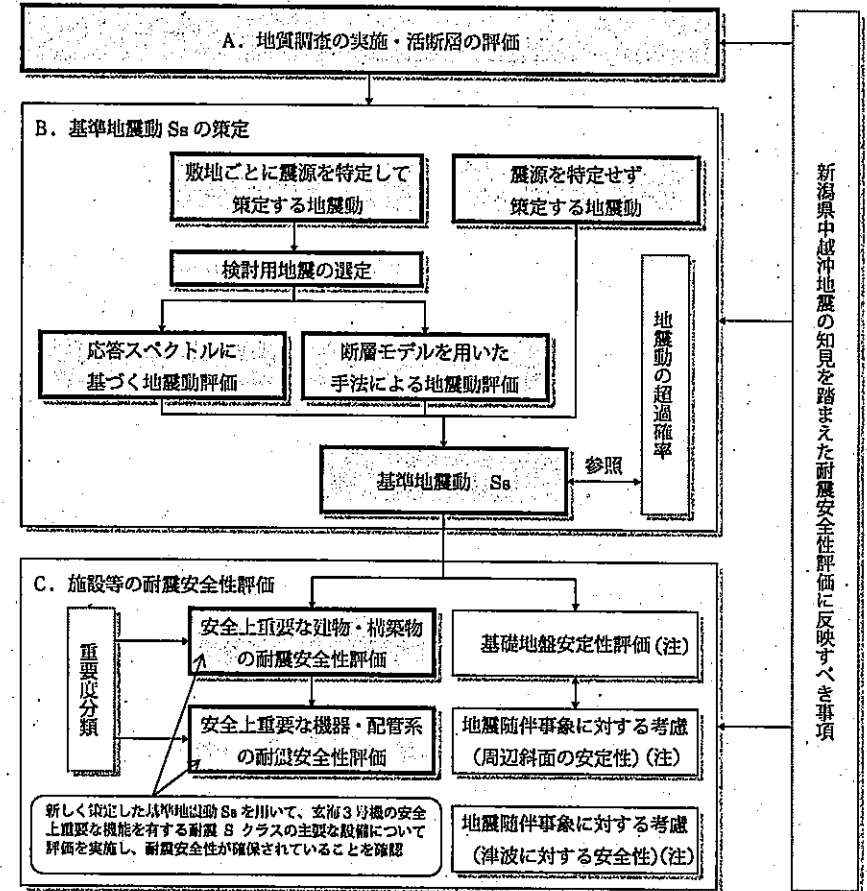 A. 地質調査の実施・活断層の評価
B. 基準地震動 Ss の策定
敷地ごとに震源を特定して
策定する地震動
震源を特定せず
策定する地震動
検討用地震の選定
応答スペクトルに
基づく地震動評価
断層モデルを用いた
手法による地震動評価
地震動の超過確率
基準地震動 Ss
参照
C. 施設等の耐震安全性評価
重要度分類
安全上重要な建物・構築物
の耐震安全性評価
基礎地盤安定性評価(注)
安全上重要な機器・配管系
の耐震安全性評価
地震随伴事象に対する考慮
(周辺斜面の安定性)(注)
新しく策定した基準地震動 Ss を用いて、玄海3号機の安全
上重要な機能を有する耐震 S クラスの主要な設備について
評価を実施し、耐震安全性が確保されていることを確認
地震随伴事象に対する考慮
(津波に対する安全性)(注)
新潟県中越沖地震の知見を踏まえた耐震安全性評価に反映すべき事項